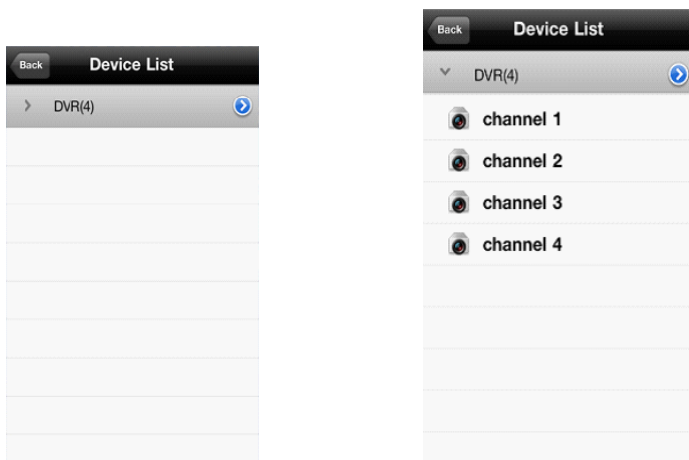 Back Device List
DVR(4)
Back Device List
DVR(4)
channel 1
channel 2
channel 3
channel 4